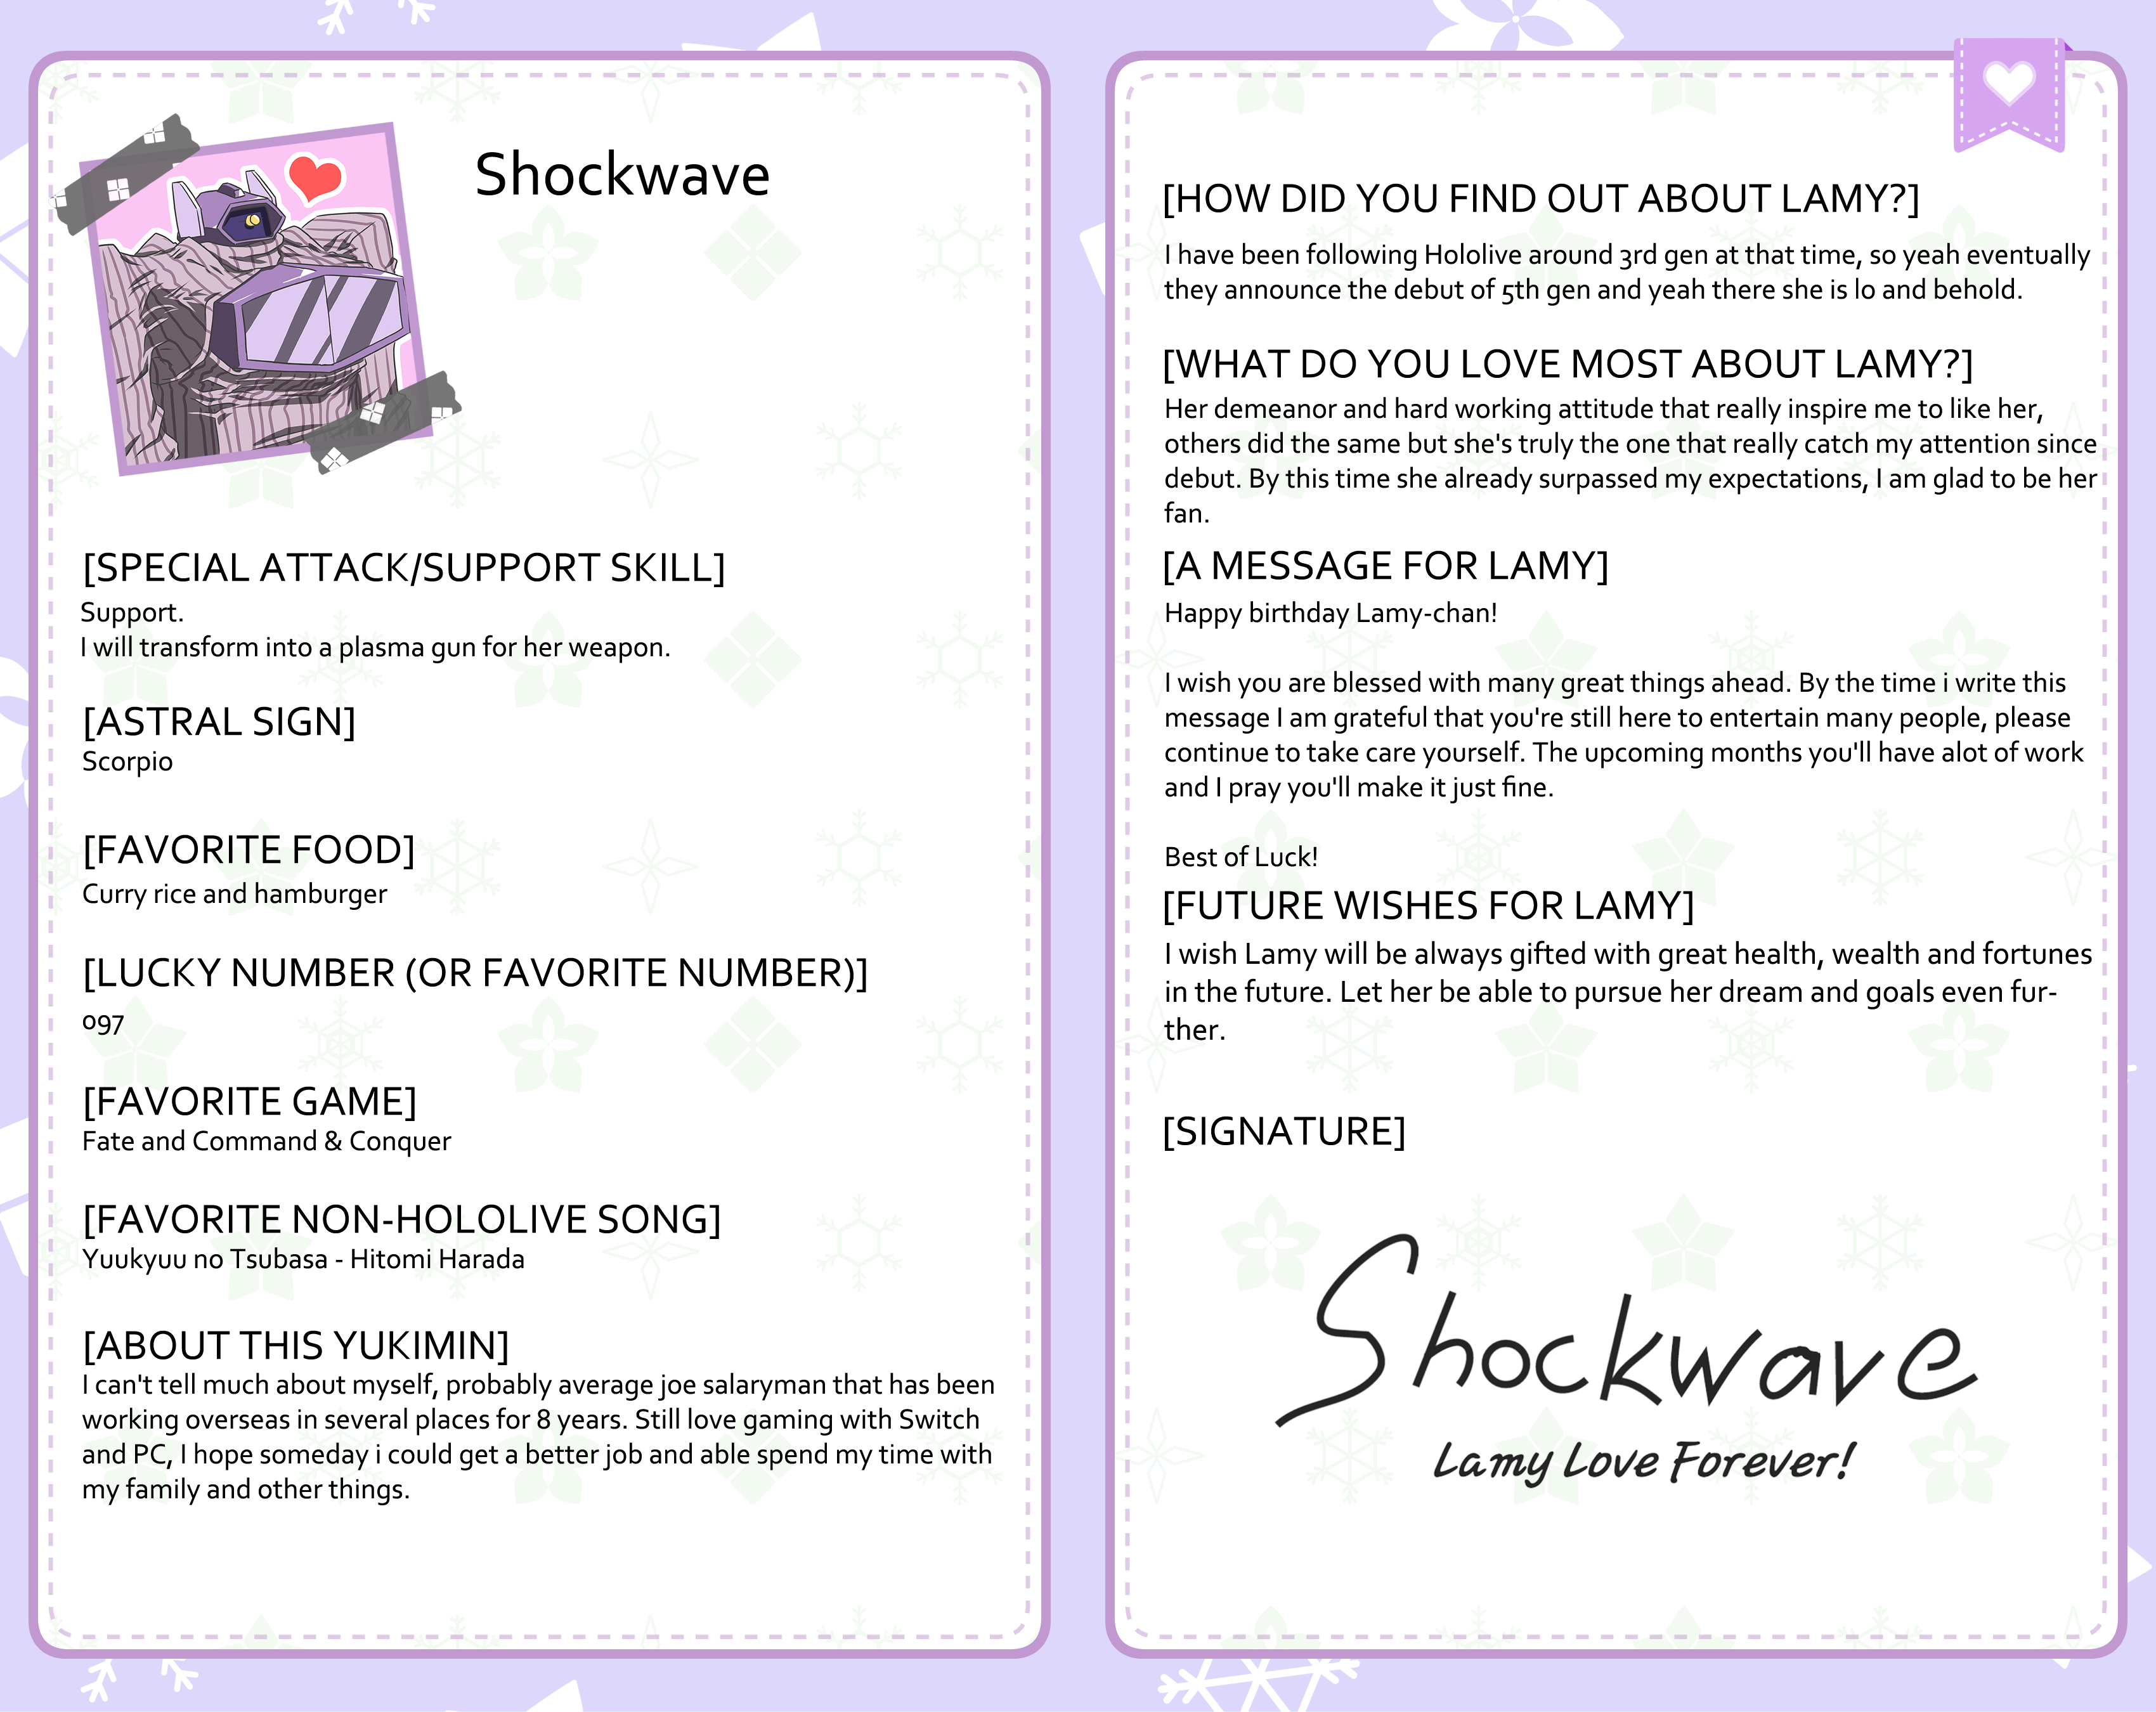 Shockwave
[SPECIAL ATTACK/SUPPORT SKILL]
Support.
I will transform into a plasma gun for her weapon.
[ASTRAL SIGN]
Scorpio
[FAVORITE FOOD]
Curry rice and hamburger
[LUCKY NUMBER (OR FAVORITE NUMBER)]
097
[FAVORITE GAME]
Fate and Command & Conquer
[FAVORITE NON-HOLOLIVE SONG]
Yuukyuu no Tsubasa - Hitomi Harada
[ABOUT THIS YUKIMIN]
I can't tell much about myself, probably average joe salaryman that has been
working overseas in several places for 8 years. Still love gaming with Switch
and PC, I hope someday i could get a better job and able spend my time with
my family and other things.
[HOW DID YOU FIND OUT ABOUT LAMY?]
I have been following Hololive around 3rd gen at that time, so yeah eventually
they announce the debut of 5th gen and yeah there she is lo and behold.
[WHAT DO YOU LOVE MOST ABOUT LAMY?]
Her demeanor and hard working attitude that really inspire me to like her,
others did the same but she's truly the one that really catch my attention since
debut. By this time she already surpassed my expectations, I am glad to be her
fan.
[A MESSAGE FOR LAMY]
Happy birthday Lamy-chan!
I wish you are blessed with many great things ahead. By the time i write this
message I am grateful that you're still here to entertain many people, please
continue to take care yourself. The upcoming months you'll have alot of work
and I pray you'll make it just fine.
Best of Luck!
[FUTURE WISHES FOR LAMY]
I wish Lamy will be always gifted with great health, wealth and fortunes
in the future. Let her be able to pursue her dream and goals even fur-
ther.
[SIGNATURE]
Shockwave
Lamy Love Forever!